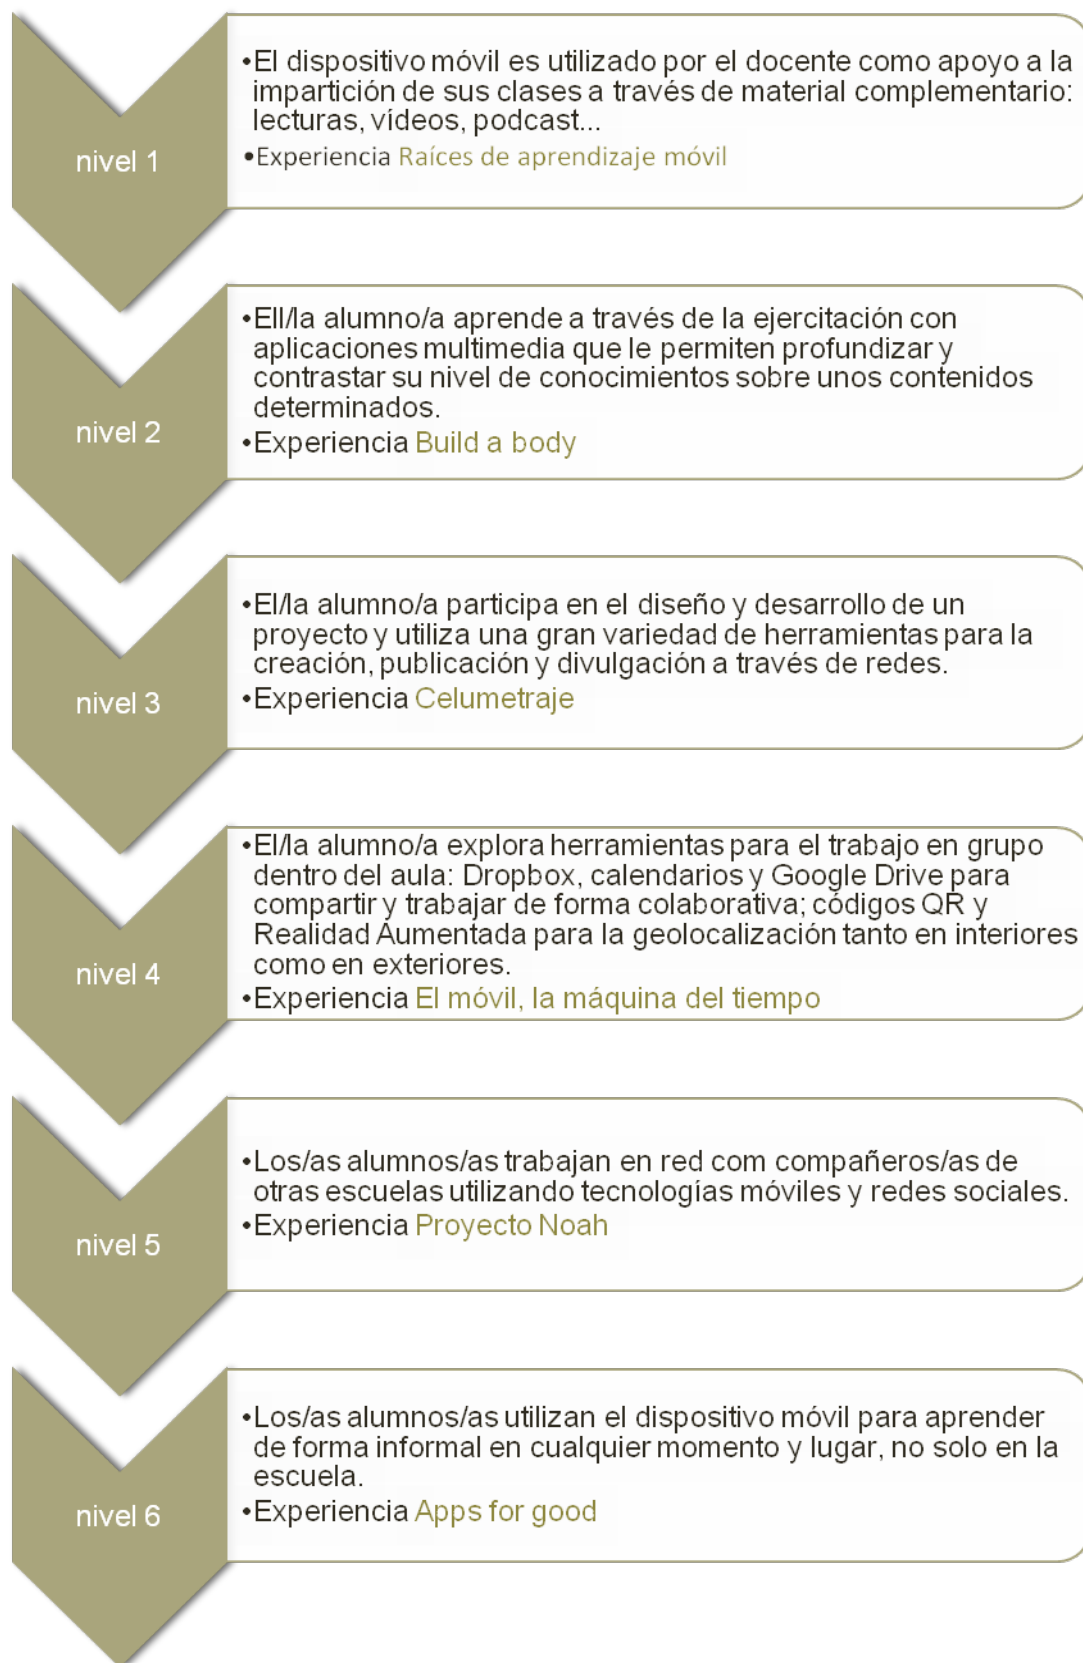 nivel 1
•El dispositivo móvil es utilizado por el docente como apoyo a la
impartición de sus clases a través de material complementario:
lecturas, vídeos, podcast...
•Experiencia Raíces de aprendizaje móvil
nivel 2
•Ell/la alumno/a aprende a través de la ejercitación con
aplicaciones multimedia que le permiten profundizar y
contrastar su nivel de conocimientos sobre unos contenidos
determinados.
•Experiencia Build a body
nivel 3
•El/la alumno/a participa en el diseño y desarrollo de un
proyecto y utiliza una gran variedad de herramientas para la
creación, publicación y divulgación a través de redes.
•Experiencia Celumetraje
nivel 4
•El/la alumno/a explora herramientas para el trabajo en grupo
dentro del aula: Dropbox, calendarios y Google Drive para
compartir y trabajar de forma colaborativa; códigos QR y
Realidad Aumentada para la geolocalización tanto en interiores
como en exteriores.
•Experiencia El móvil, la máquina del tiempo
nivel 5
•Los/as alumnos/as trabajan en red com compañeros/as de
otras escuelas utilizando tecnologías móviles y redes sociales.
•Experiencia Proyecto Noah
nivel 6
•Los/as alumnos/as utilizan el dispositivo móvil para aprender
de forma informal en cualquier momento y lugar, no solo en la
escuela.
•Experiencia Apps for good